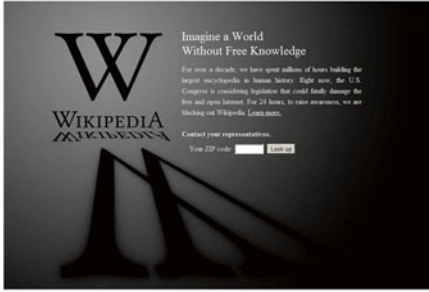 W
WIKIPEDIA
Imagine a World
Without Free Knowledge
For over a decade, we have spent millions of hours building the
largest encyclopedia in human history. Right now, the U.S.
Congress is considering legislation that could fatally damage the
free and open Internet. For 24 hours, to raise awareness, we are
blacking out Wikipedia. Learn more.
Contact your representatives.
Your ZIP code: Look up